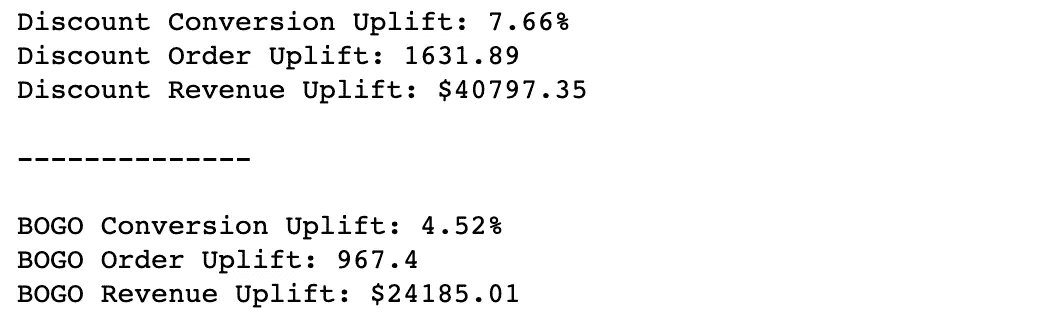 Discount Conversion Uplift: 7.66%
Discount Order Uplift: 1631.89
Discount Revenue Uplift: $40797.35
--------------
BOGO Conversion Uplift: 4.52%
BOGO Order Uplift: 967.4
BOGO Revenue Uplift: $24185.01